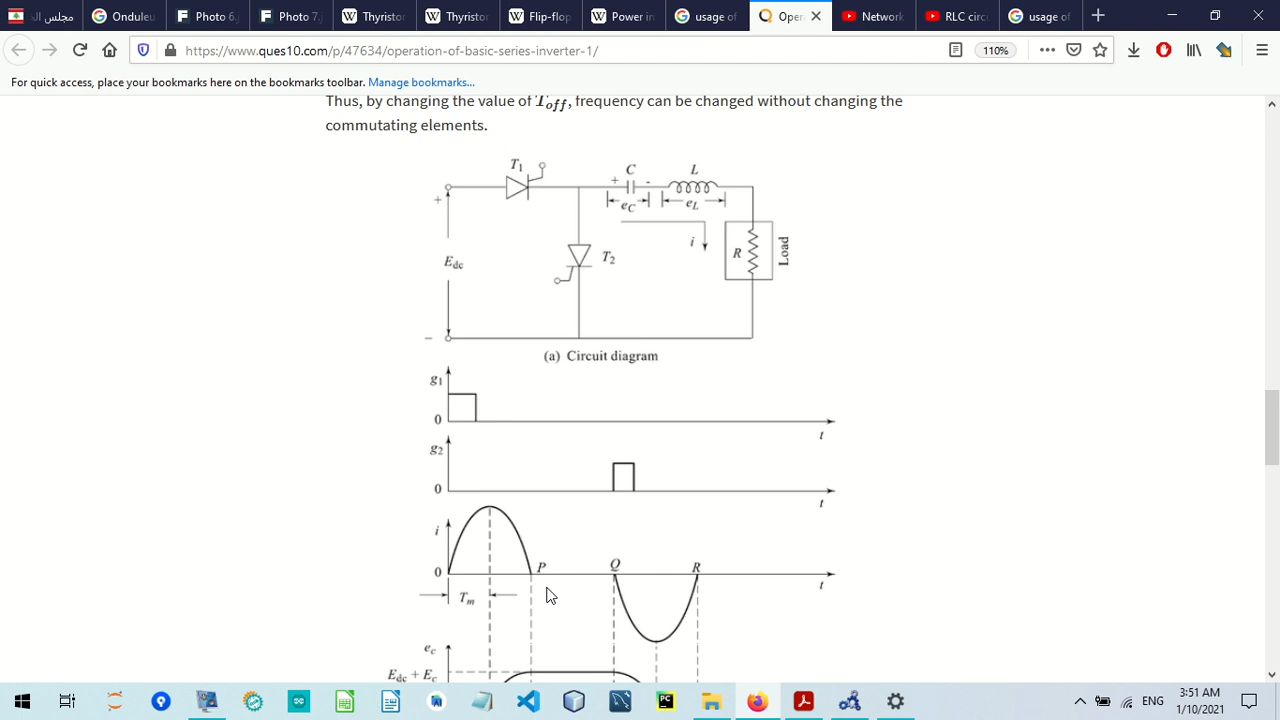 مجلس الد
Onduleu
Photo 6.
Photo 7.
Thyristo
Thyristo
Flip-flop
Power in
usage of
Oper
Network
RLC circ
usage of
https://www.ques10.com/p/47634/operation-of-basic-series-inverter-1/
110%
For quick access, place your bookmarks here on the bookmarks toolbar. Manage bookmarks...
Thus, by changing the value of Toff, frequency can be changed without changing the
commutating elements.
T1
C
L
+
+ -
eC
eL
i
Edc
T2
R
Load
−
(a) Circuit diagram
g1
0
t
g2
0
t
i
P
Q
R
0
t
Tm
ec
Edc + Ec
ENG
3:51 AM
1/10/2021